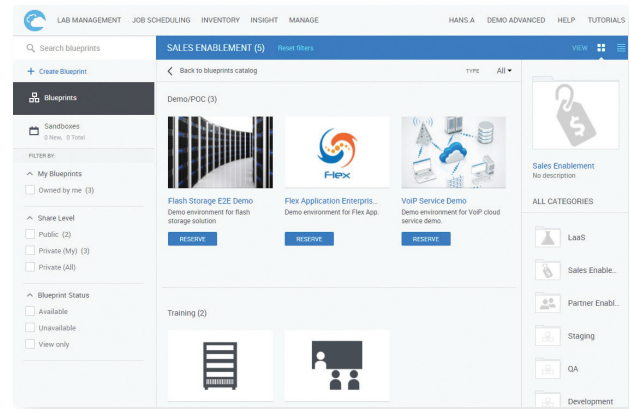 LAB MANAGEMENT JOB SCHEDULING INVENTORY INSIGHT MANAGE HANS.A DEMO ADVANCED HELP TUTORIALS
Search blueprints
SALES ENABLEMENT (5) Reset filters VIEW
+ Create Blueprint
Back to blueprints catalog TYPE All
Blueprints
Sandboxes
0 New. 0 Total
FILTER BY:
My Blueprints
Owned by me (3)
Share Level
Public (2)
Private (My) (3)
Private (All)
Blueprint Status
Available
Unavailable
View only
Demo/POC (3)
Flex
Flash Storage E2E Demo
Demo environment for flash
storage solution
RESERVE
Flex Application Enterpris...
Demo environment for Flex App.
RESERVE
VoIP Service Demo
Demo environment for VoIP cloud
service demo.
RESERVE
Training (2)
Sales Enablement
No description
ALL CATEGORIES
LaaS
Sales Enable..
Partner Enabl..
Staging
QA
Development